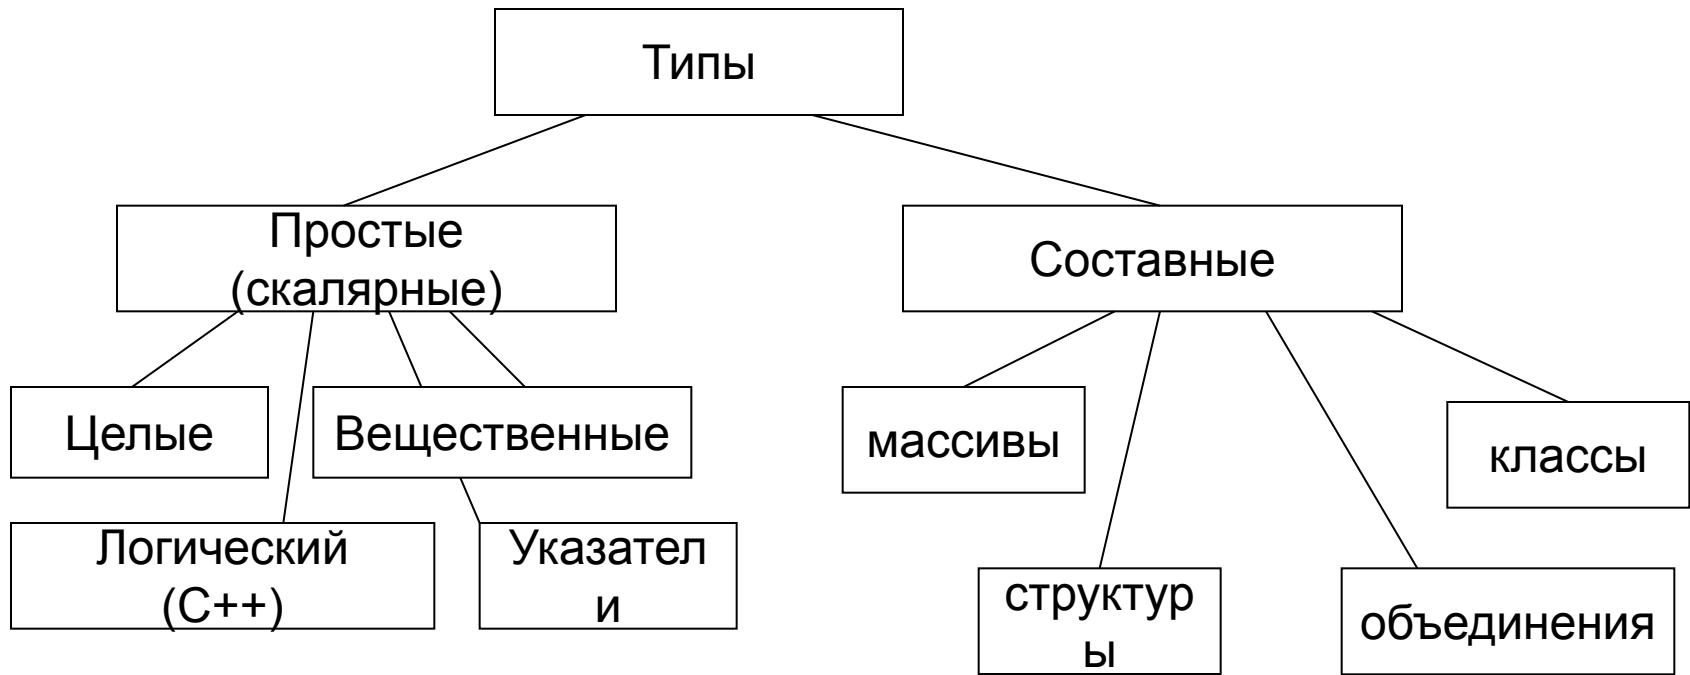 Типы
Простые
(скалярные)
Составные
Целые
Вещественные
массивы
классы
Логический
(С++)
Указател
и
структур
ы
объединения